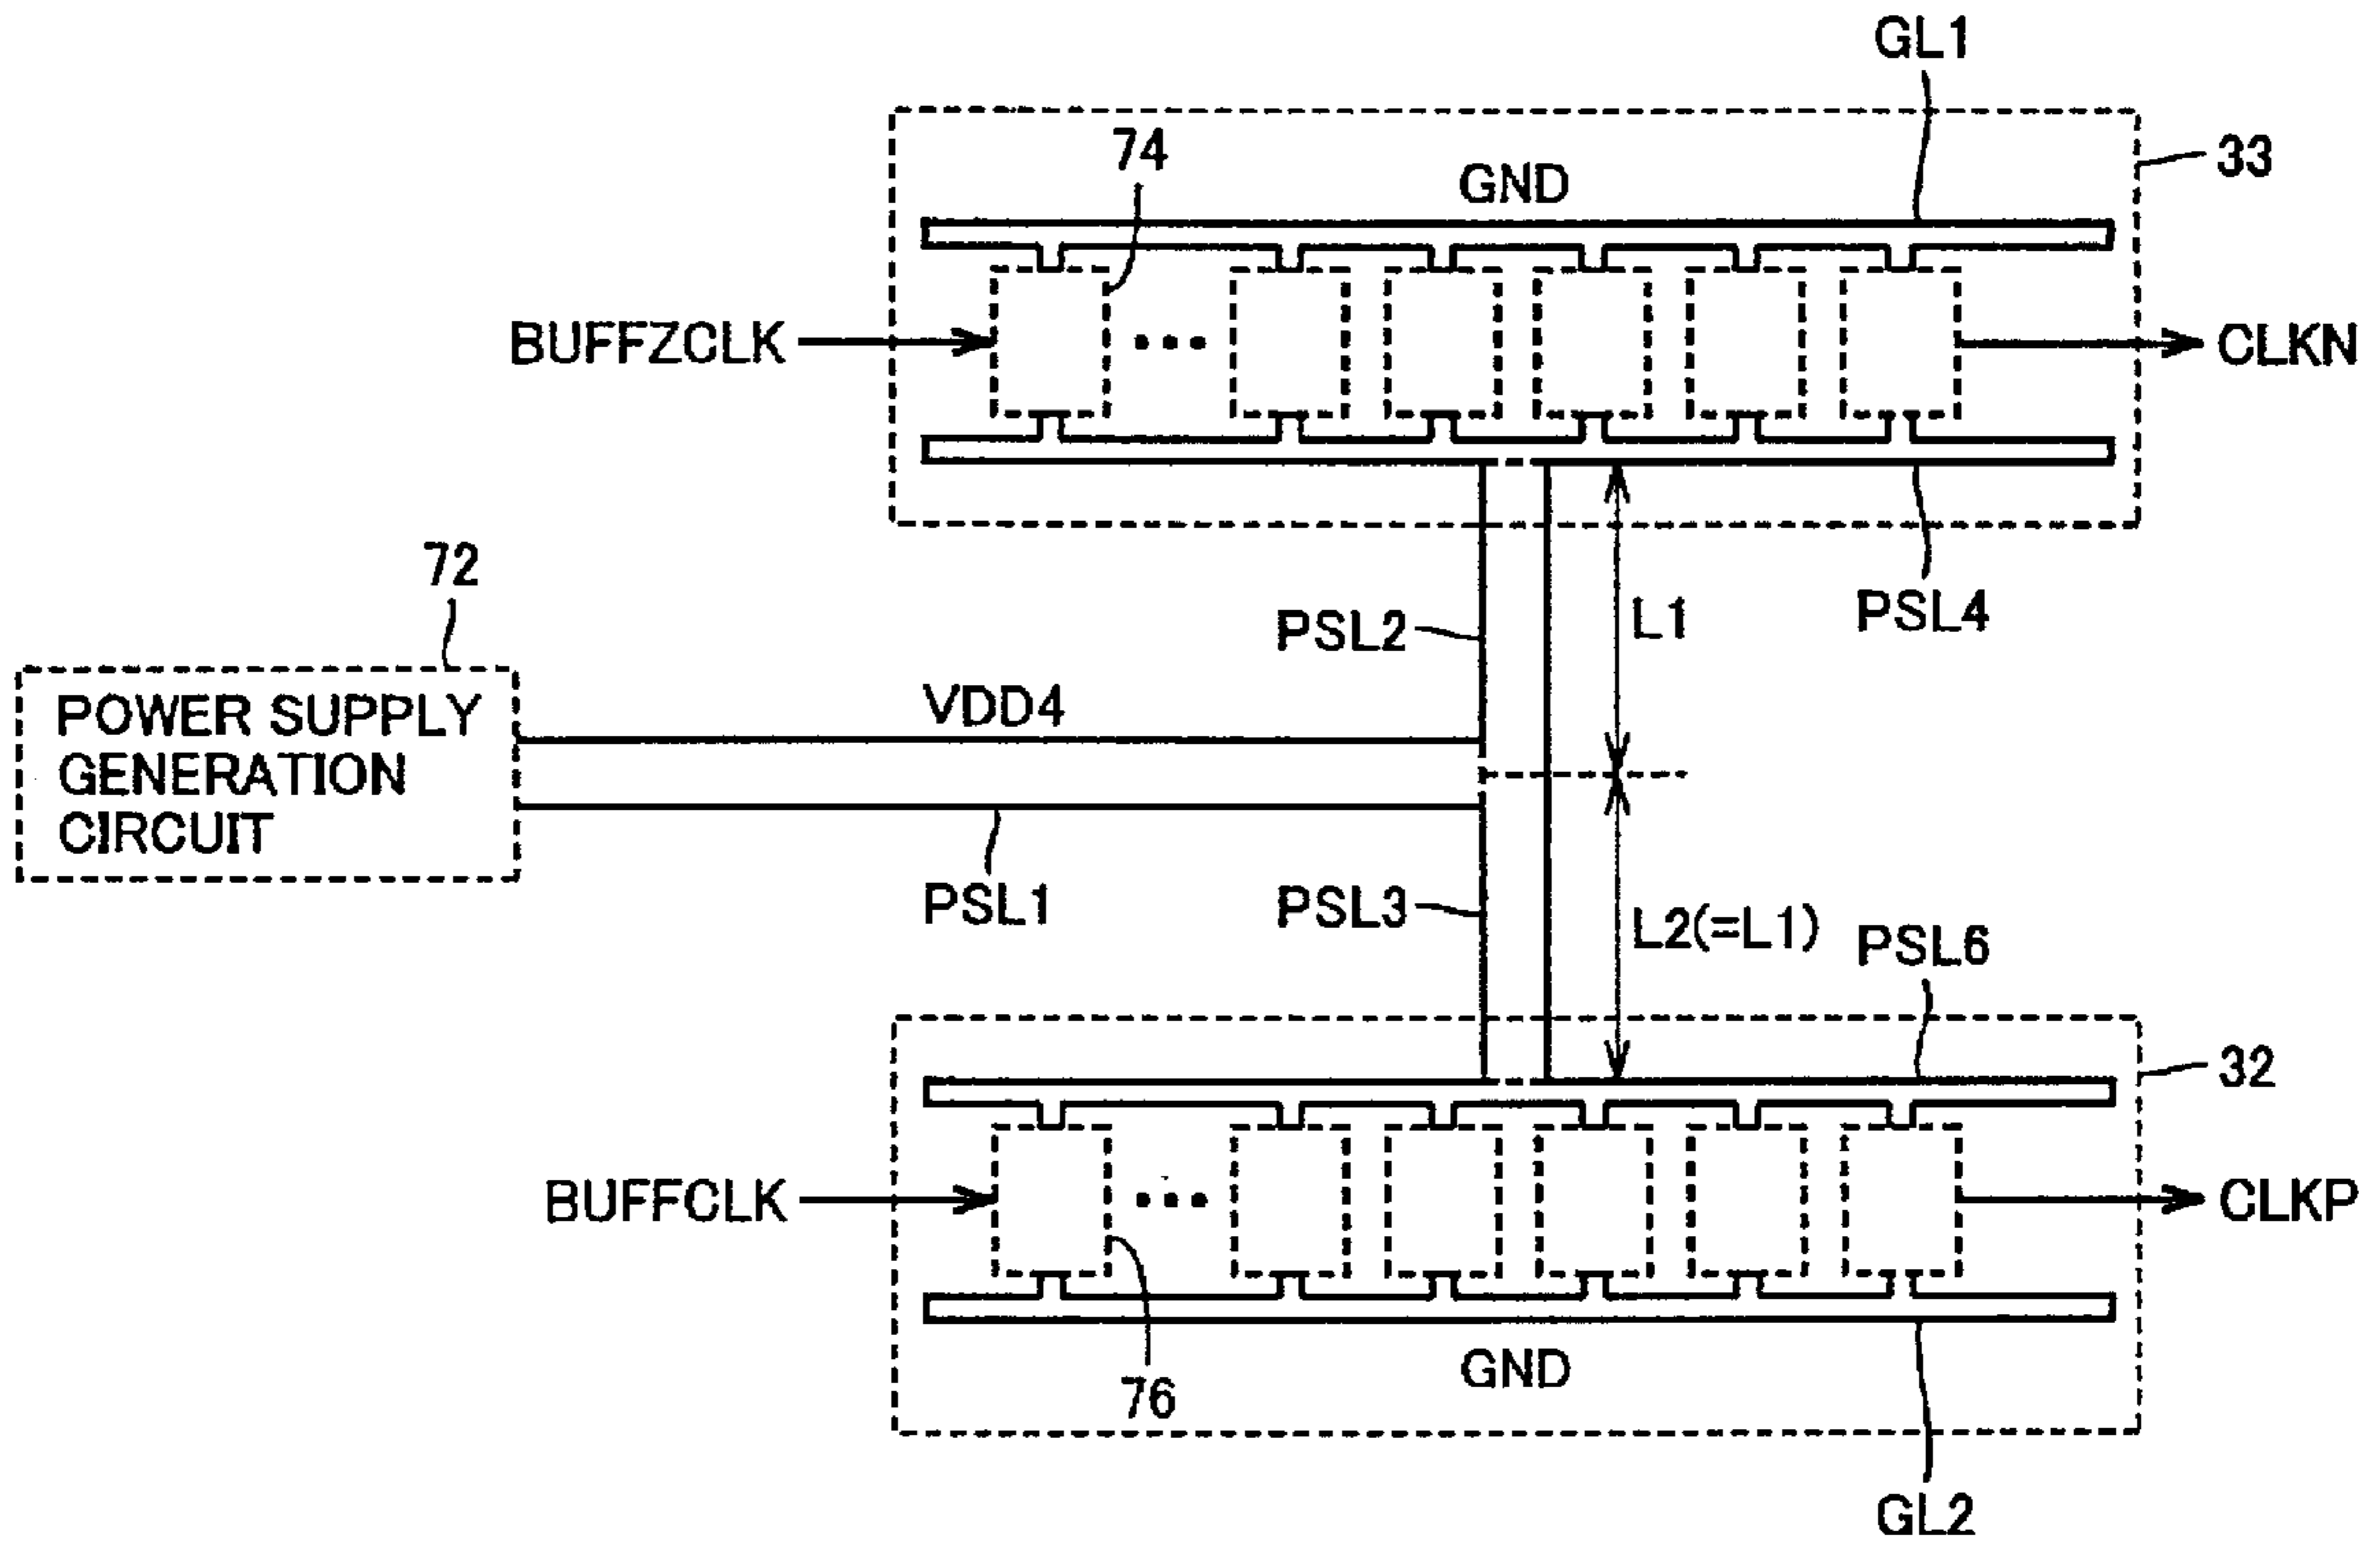 GL1
74
33
GND
BUFFZCLK
CLKN
72
PSL2
L1
PSL4
POWER SUPPLY
GENERATION
CIRCUIT
VDD4
PSL1
PSL3
L2(=L1)
PSL6
32
BUFFCLK
CLKP
76
GND
GL2